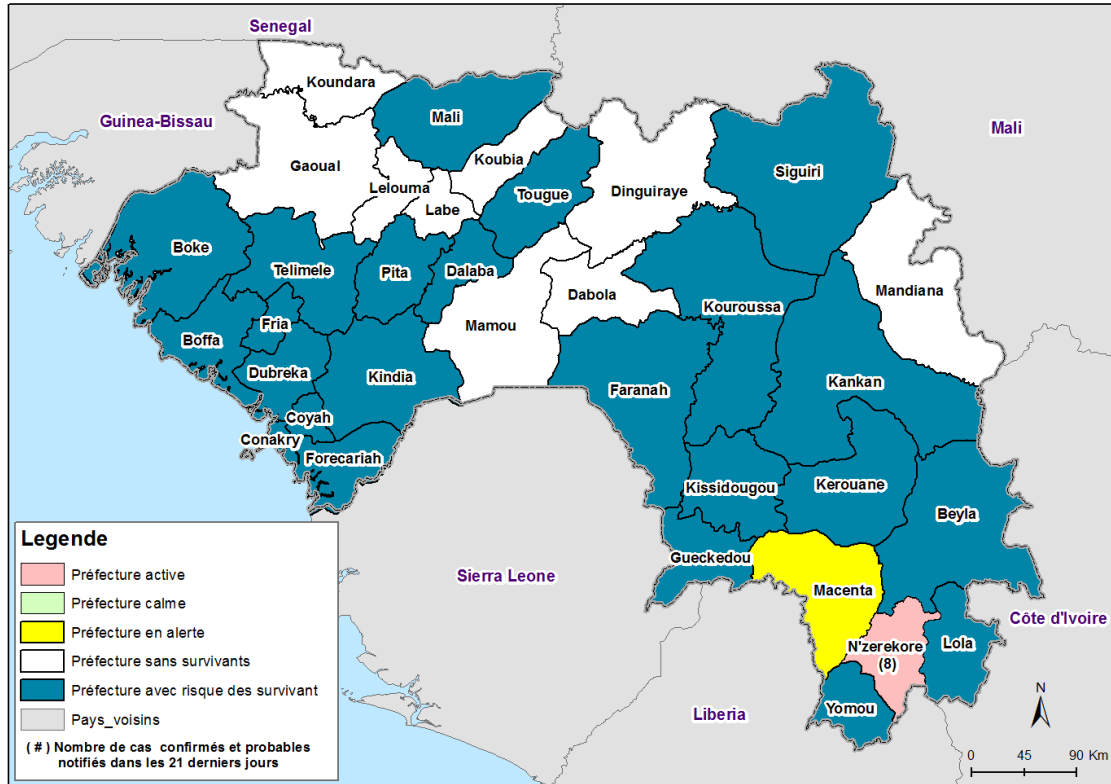 Senegal
Koundara
Guinea-Bissau
Mali
Mali
Gaoual
Koubia
Lelouma
Siguiri
Tougue
Dinguiraye
Labe
Boke
Telimele
Pita
Dalaba
Dabola
Mandiana
Kouroussa
Fria
Mamou
Boffa
Dubreka
Kindia
Faranah
Kankan
Coyah
Conakry
Forecariah
Kissidougou
Kerouane
Beyla
Gueckedou
Sierra Leone
Macenta
Côte d'Ivoire
N'zerekore
(8)
Lola
Yomou
Liberia
Legende
Préfecture active
Préfecture calme
Préfecture en alerte
Préfecture sans survivants
Préfecture avec risque des survivant
Pays_voisins
( # ) Nombre de cas confirmés et probables
notifiés dans les 21 derniers jours
N
0 45 90 Km